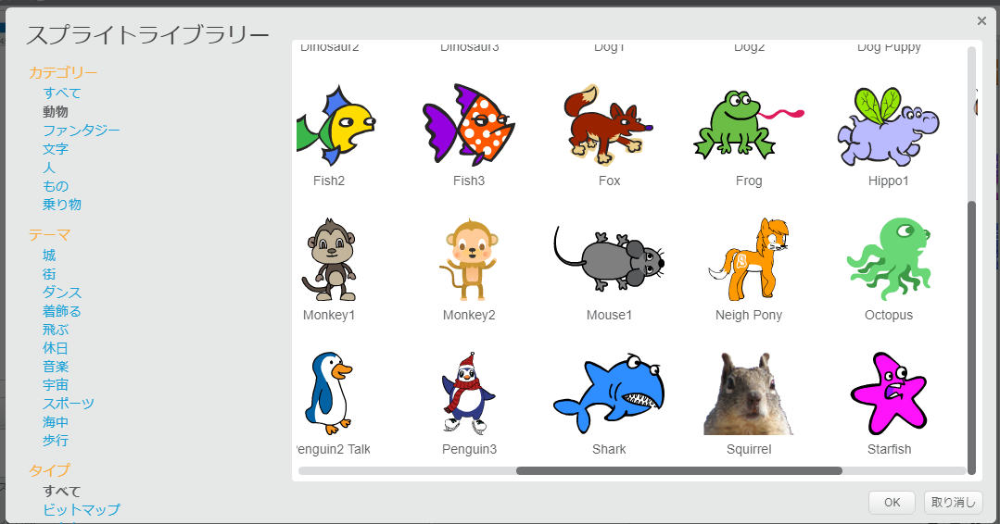 スプライトライブラリー
カテゴリー
すべて
動物
ファンタジー
文字
人
もの
乗り物
テーマ
城
街
ダンス
着飾る
飛ぶ
休日
音楽
宇宙
スポーツ
海中
歩行
タイプ
すべて
ビットマップ
Dinosaur2 Dinosaur3 Dog1 Dog2 Dog Puppy
Fish2 Fish3 Fox Frog Hippo1
Monkey1 Monkey2 Mouse1 Neigh Pony Octopus
enguin2 Talk Penguin3 Shark Squirrel Starfish
OK 取り消し